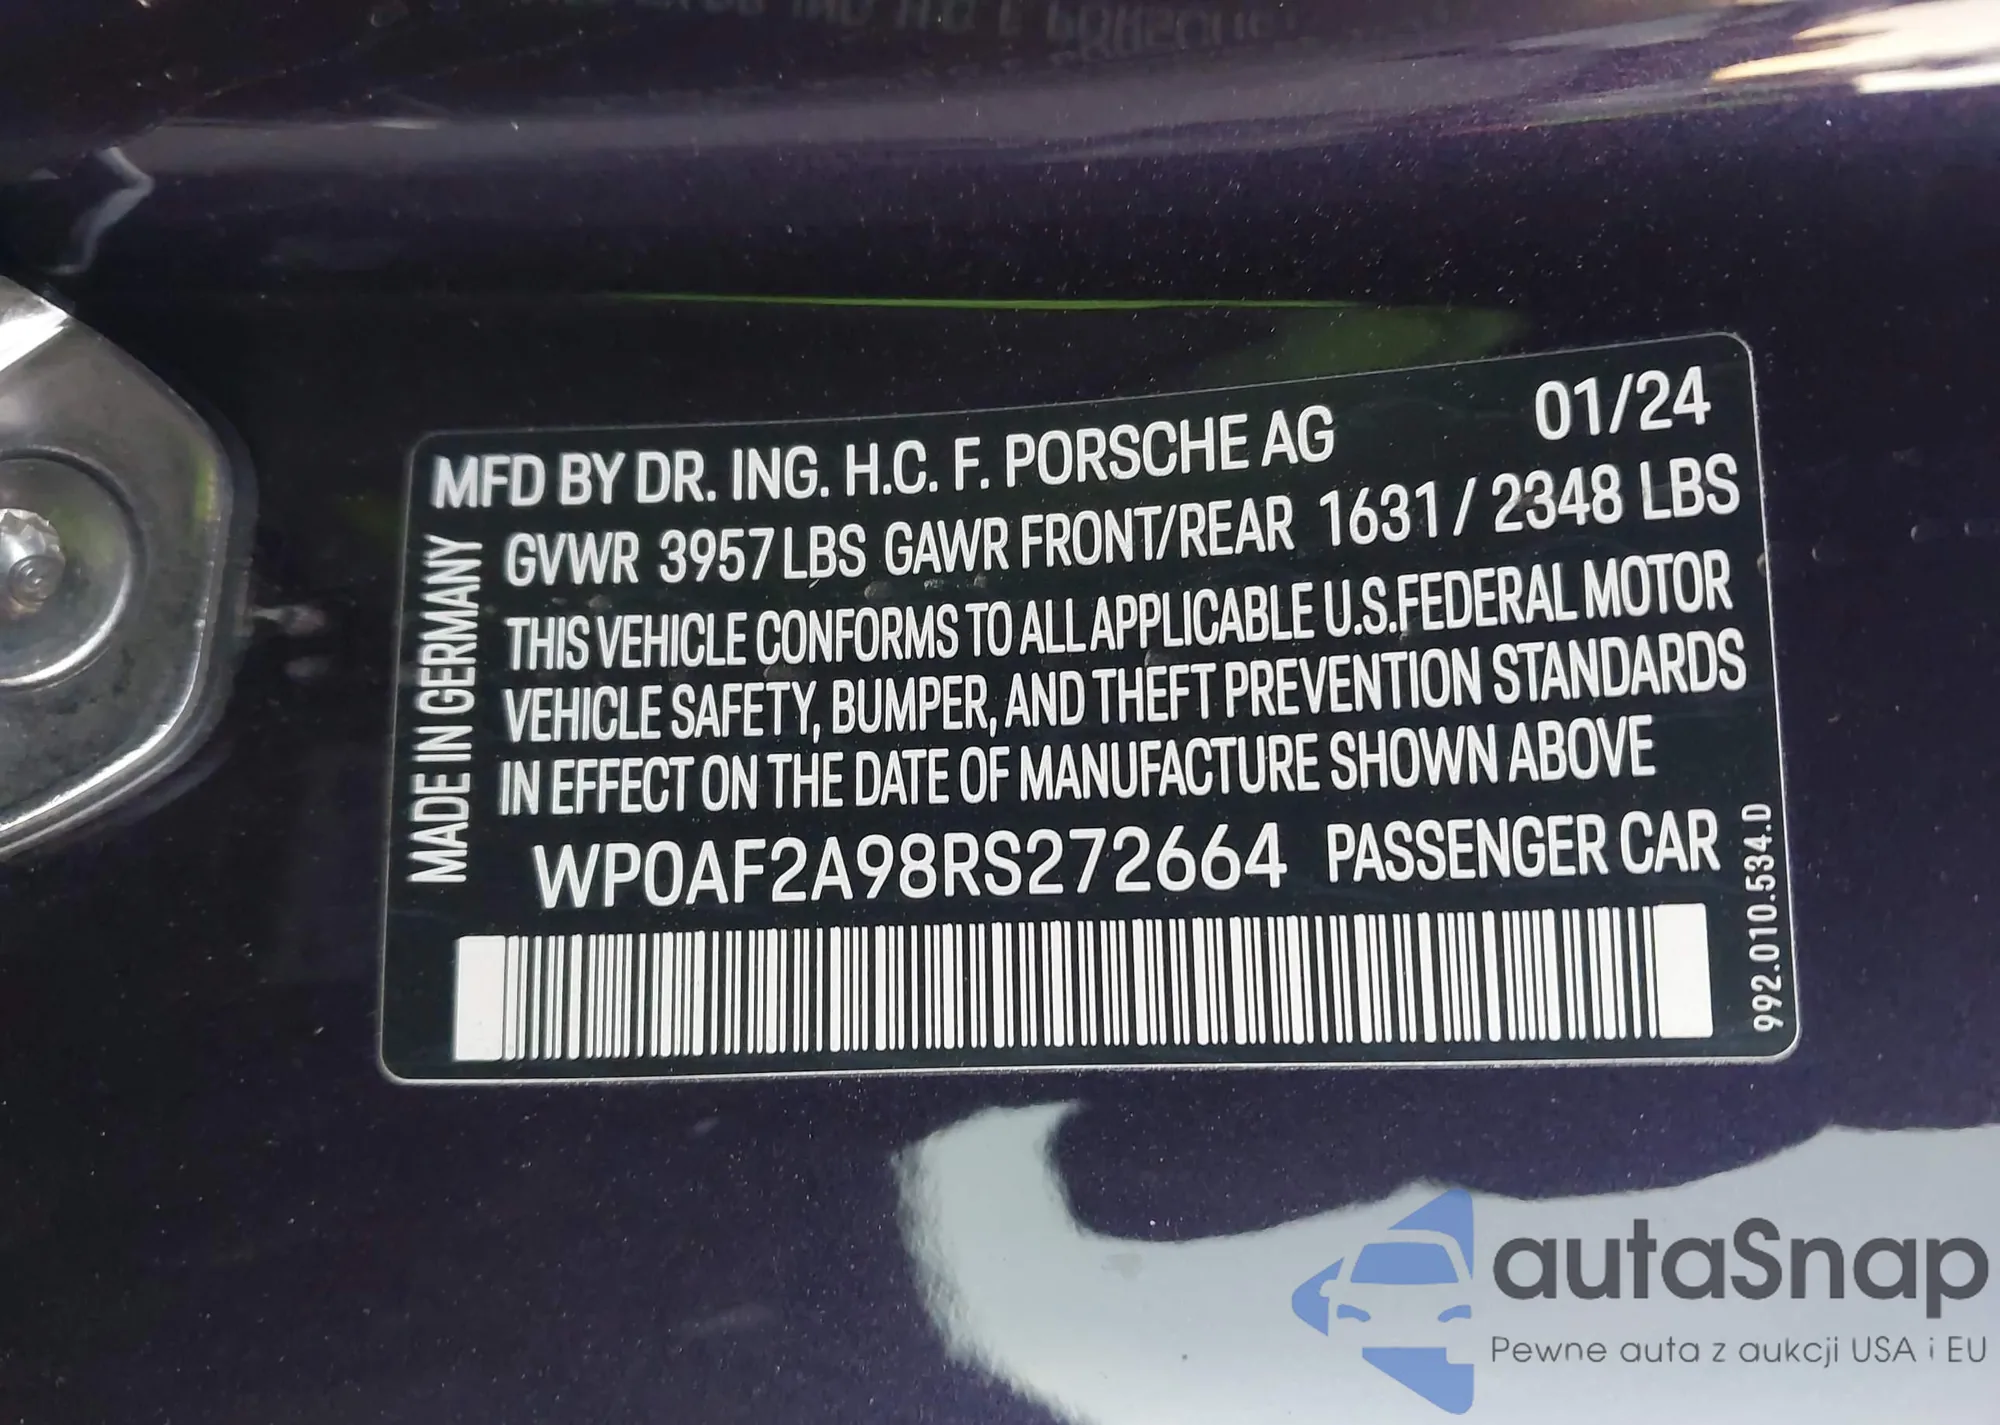 MFD BY DR. ING. H.C. F. PORSCHE AG 01/24
GVWR 3957 LBS GAWR FRONT/REAR 1631 / 2348 LBS
THIS VEHICLE CONFORMS TO ALL APPLICABLE U.S.FEDERAL MOTOR
VEHICLE SAFETY, BUMPER, AND THEFT PREVENTION STANDARDS
IN EFFECT ON THE DATE OF MANUFACTURE SHOWN ABOVE
WP0AF2A98RS272664 PASSENGER CAR
MADE IN GERMANY
992.010.534.D
autaSnap
Pewne auta z aukcji USA i EU